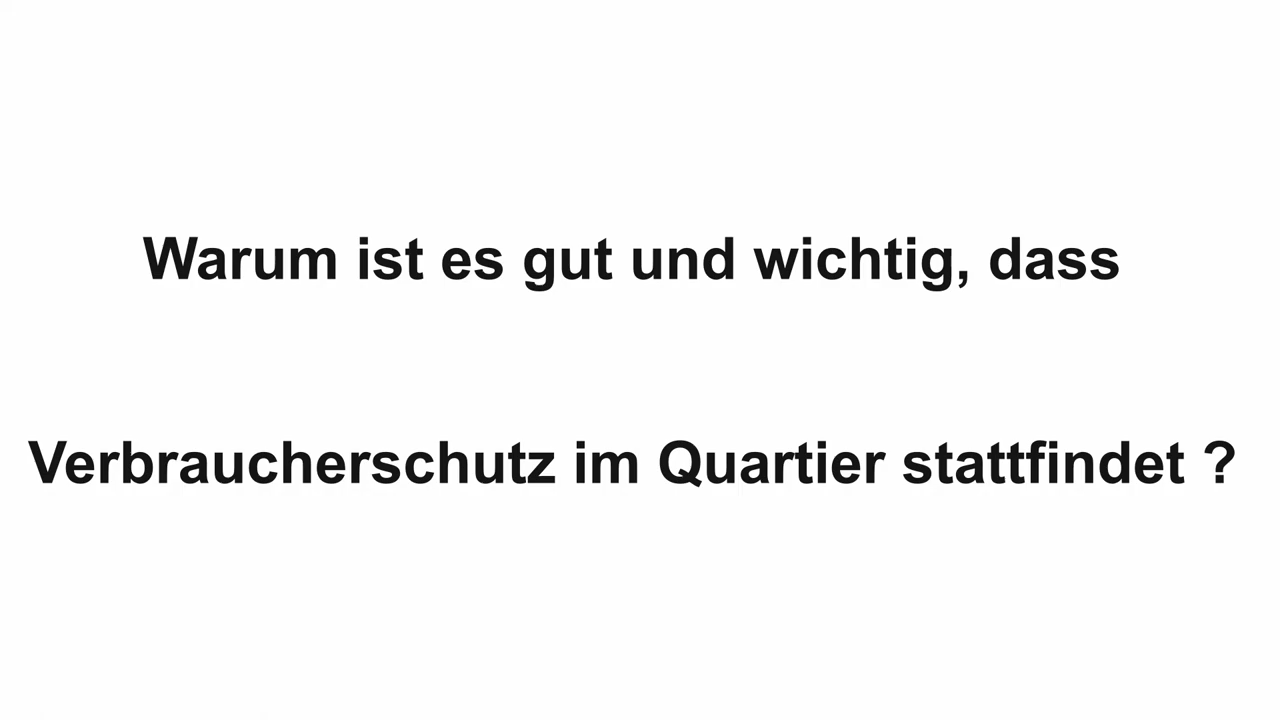 Warum ist es gut und wichtig, dass
Verbraucherschutz im Quartier stattfindet ?